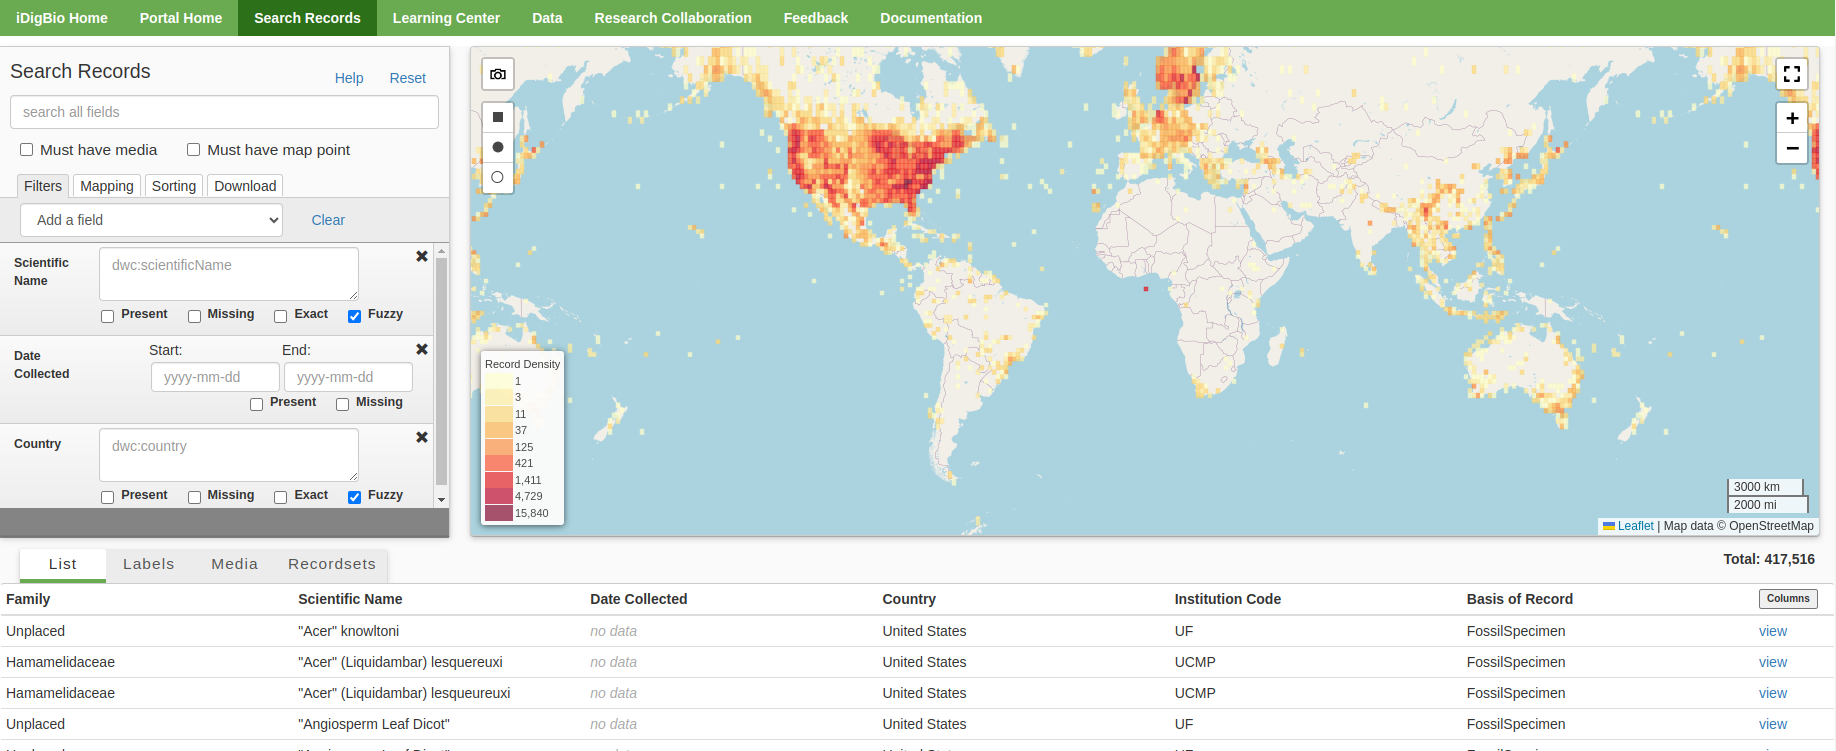 iDigBio Home Portal Home Search Records Learning Center Data Research Collaboration Feedback Documentation
Search Records Help Reset
search all fields
Must have media Must have map point
Filters Mapping Sorting Download
Add a field Clear
Scientific Name dwc:scientificName
Present Missing Exact Fuzzy
Date Collected Start: End:
yyyy-mm-dd yyyy-mm-dd
Present Missing
Country dwc:country
Present Missing Exact Fuzzy
+
−
Record Density
1
3
11
37
125
421
1,411
4,729
15,840
3000 km
2000 mi
Leaflet | Map data © OpenStreetMap
List Labels Media Recordsets Total: 417,516
Family Scientific Name Date Collected Country Institution Code Basis of Record Columns
Unplaced "Acer" knowltoni no data United States UF FossilSpecimen view
Hamamelidaceae "Acer" (Liquidambar) lesquereuxi no data United States UCMP FossilSpecimen view
Hamamelidaceae "Acer" (Liquidambar) lesqueureuxi no data United States UCMP FossilSpecimen view
Unplaced "Angiosperm Leaf Dicot" no data United States UF FossilSpecimen view